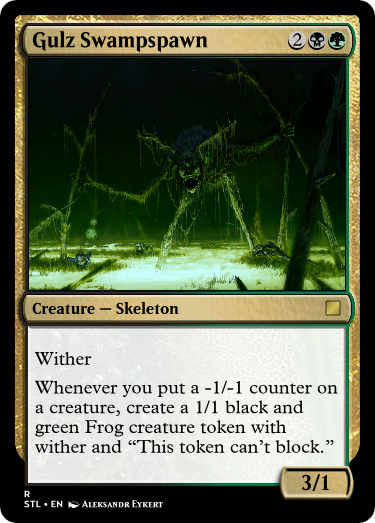 Gulz Swampspawn 2
Creature — Skeleton
Wither
Whenever you put a -1/-1 counter on
a creature, create a 1/1 black and
green Frog creature token with
wither and “This token can't block.”
3/1
R
STL • EN Aleksandr Eykert